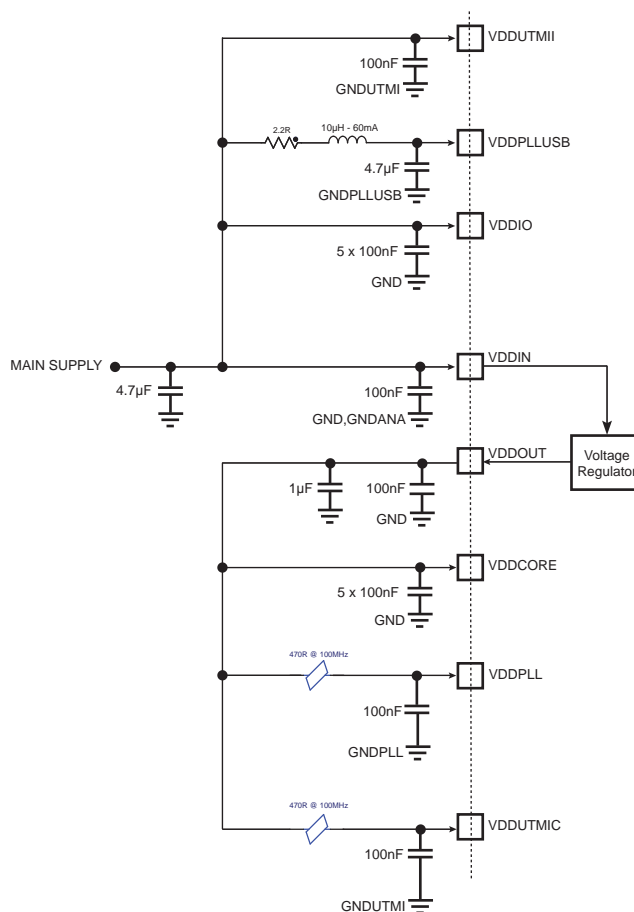 VDDUTMII
100nF
GNDUTMI
2.2R
10µH - 60mA
VDDPLLUSB
4.7µF
GNDPLLUSB
VDDIO
5 x 100nF
GND
MAIN SUPPLY
VDDIN
4.7µF
100nF
GND,GNDANA
VDDOUT
Voltage
Regulator
1µF
100nF
GND
VDDCORE
5 x 100nF
GND
470R @ 100MHz
VDDPLL
100nF
GNDPLL
470R @ 100MHz
VDDUTMIC
100nF
GNDUTMI